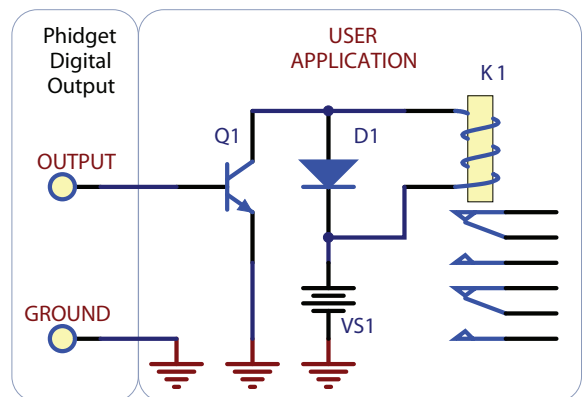 Phidget
Digital
Output
USER
APPLICATION
K1
Q1
D1
OUTPUT
GROUND
VS1